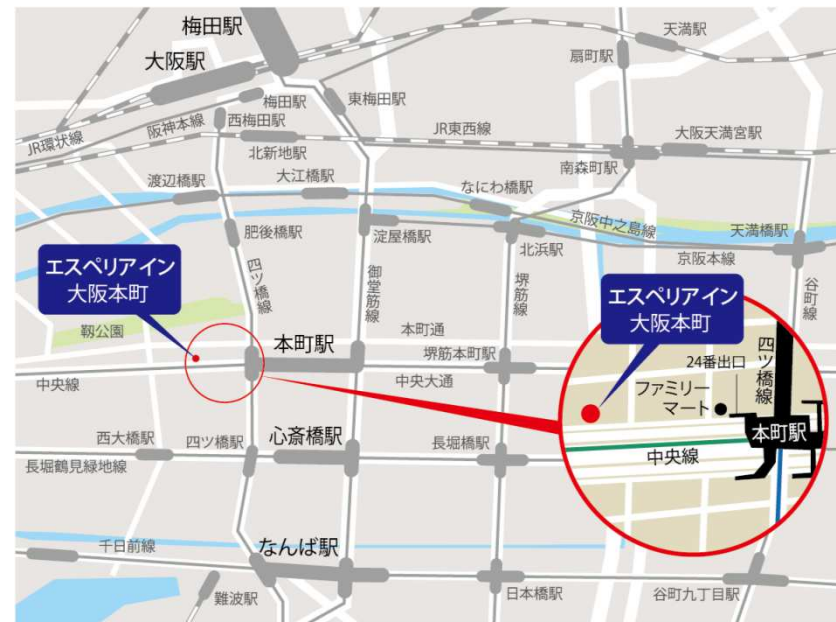 梅田駅
大阪駅
天満駅
扇町駅
梅田駅
西梅田駅
東梅田駅
JR環状線
阪神本線
JR東西線
北新地駅
大阪天満宮駅
南森町駅
渡辺橋駅
大江橋駅
なにわ橋駅
京阪中之島線
天満橋駅
肥後橋駅
淀屋橋駅
北浜駅
京阪本線
エスペリアイン
大阪本町
四ツ橋線
御堂筋線
堺筋線
谷町線
エスペリアイン
大阪本町
靱公園
本町通
本町駅
堺筋本町駅
中央線
中央大通
24番出口
ファミリー
マート
四ツ橋線
本町駅
中央線
西大橋駅
四ツ橋駅
心斎橋駅
長堀橋駅
長堀鶴見緑地線
千日前線
なんば駅
難波駅
日本橋駅
谷町九丁目駅